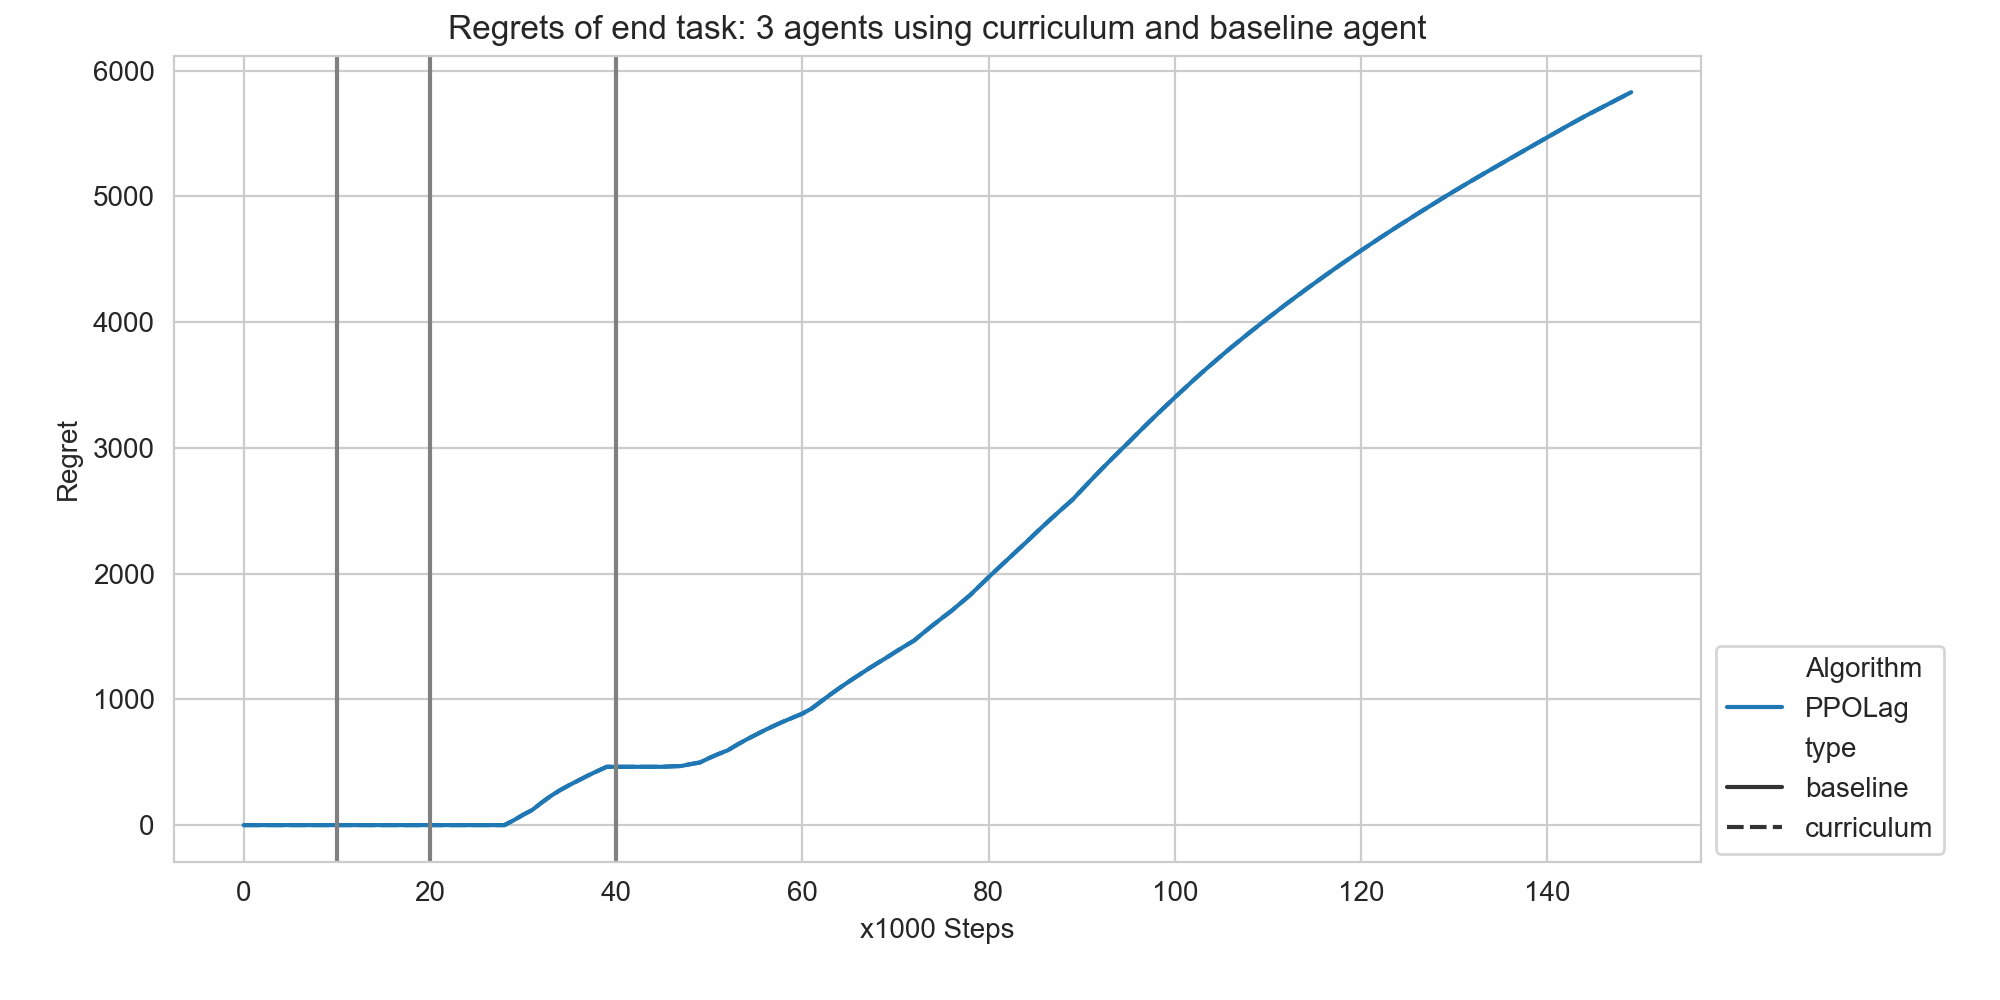 Regrets of end task: 3 agents using curriculum and baseline agent
6000
5000
4000
3000
2000
1000
0
Regret
0 20 40 60 80 100 120 140
x1000 Steps
Algorithm
PPOLag
type
baseline
curriculum